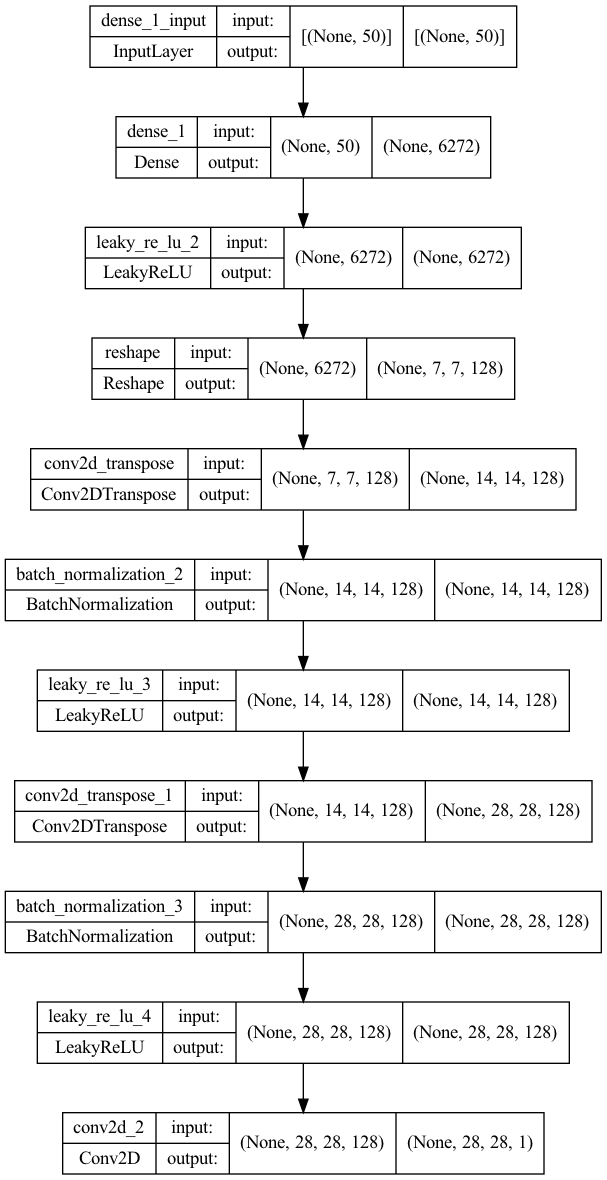 dense_1_input input: [(None, 50)] [(None, 50)]
InputLayer output:
dense_1 input: (None, 50) (None, 6272)
Dense output:
leaky_re_lu_2 input: (None, 6272) (None, 6272)
LeakyReLU output:
reshape input: (None, 6272) (None, 7, 7, 128)
Reshape output:
conv2d_transpose input: (None, 7, 7, 128) (None, 14, 14, 128)
Conv2DTranspose output:
batch_normalization_2 input: (None, 14, 14, 128) (None, 14, 14, 128)
BatchNormalization output:
leaky_re_lu_3 input: (None, 14, 14, 128) (None, 14, 14, 128)
LeakyReLU output:
conv2d_transpose_1 input: (None, 14, 14, 128) (None, 28, 28, 128)
Conv2DTranspose output:
batch_normalization_3 input: (None, 28, 28, 128) (None, 28, 28, 128)
BatchNormalization output:
leaky_re_lu_4 input: (None, 28, 28, 128) (None, 28, 28, 128)
LeakyReLU output:
conv2d_2 input: (None, 28, 28, 128) (None, 28, 28, 1)
Conv2D output: